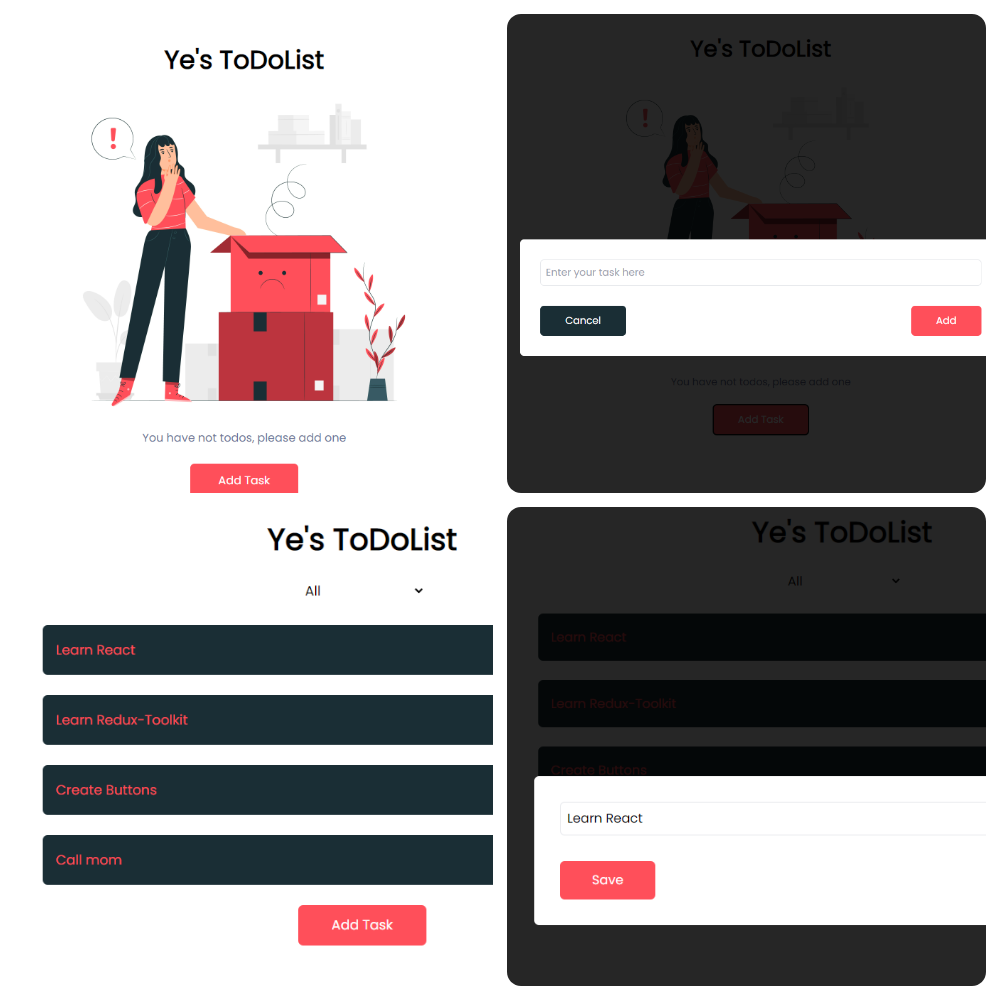 Ye's ToDoList
!
You have not todos, please add one
Add Task
Ye's ToDoList
!
Enter your task here
Cancel
Add
You have not todos, please add one
Add Task
Ye's ToDoList
All
Learn React
Learn Redux-Toolkit
Create Buttons
Call mom
Add Task
Ye's ToDoList
All
Learn React
Learn Redux-Toolkit
Create Buttons
Learn React
Save